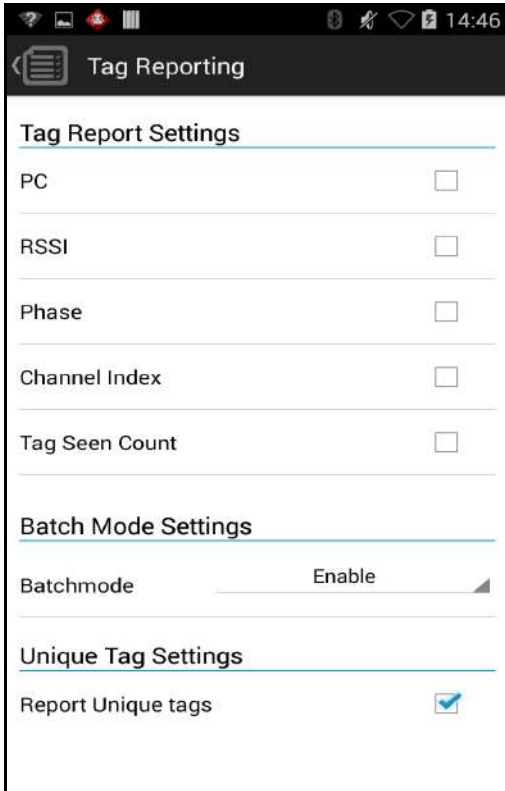 14:46
Tag Reporting
Tag Report Settings
PC
RSSI
Phase
Channel Index
Tag Seen Count
Batch Mode Settings
Batchmode Enable
Unique Tag Settings
Report Unique tags